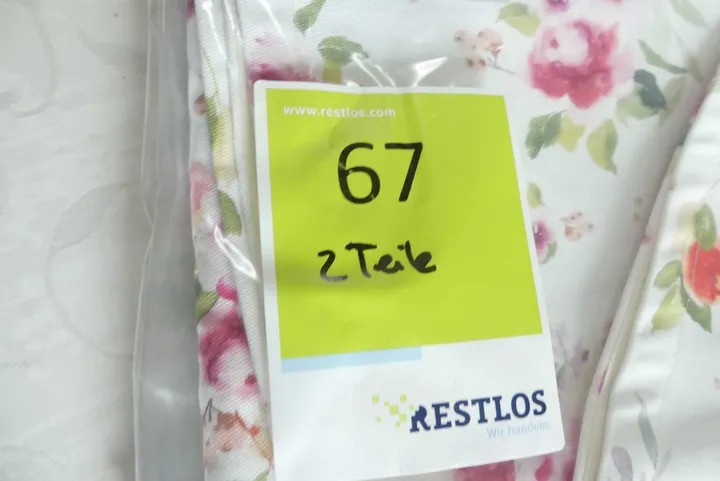 www.restlos.com
67
2 Teile
RESTLOS
Wir handeln.